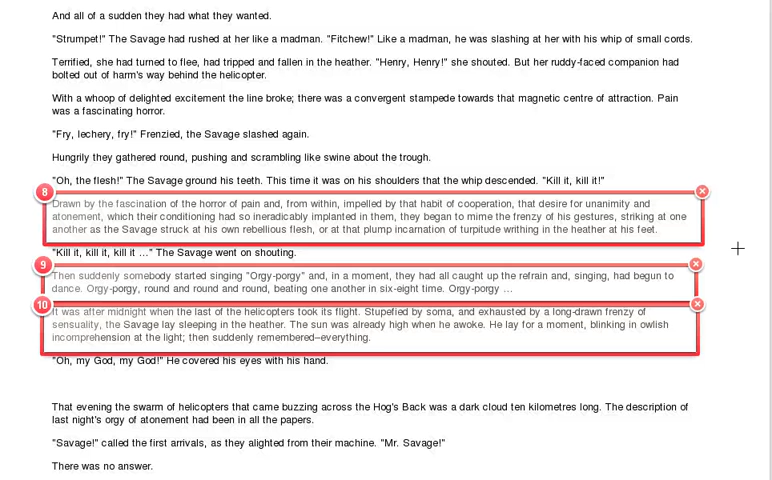 And all of a sudden they had what they wanted.
"Strumpet!" The Savage had rushed at her like a madman. "Fitchew!" Like a madman, he was slashing at her with his whip of small cords.
Terrified, she had turned to flee, had tripped and fallen in the heather. "Henry, Henry!" she shouted. But her ruddy-faced companion had
bolted out of harm's way behind the helicopter.
With a whoop of delighted excitement the line broke; there was a convergent stampede towards that magnetic centre of attraction. Pain
was a fascinating horror.
"Fry, lechery, fry!" Frenzied, the Savage slashed again.
Hungrily they gathered round, pushing and scrambling like swine about the trough.
"Oh, the flesh!" The Savage ground his teeth. This time it was on his shoulders that the whip descended. "Kill it, kill it!"
8
Drawn by the fascination of the horror of pain and, from within, impelled by that habit of cooperation, that desire for unanimity and
atonement, which their conditioning had so ineradicably implanted in them, they began to mime the frenzy of his gestures, striking at one
another as the Savage struck at his own rebellious flesh, or at that plump incarnation of turpitude writhing in the heather at his feet.
"Kill it, kill it, kill it ..." The Savage went on shouting.
9
Then suddenly somebody started singing "Orgy-porgy" and, in a moment, they had all caught up the refrain and, singing, had begun to
dance. Orgy-porgy, round and round and round, beating one another in six-eight time. Orgy-porgy ...
10
It was after midnight when the last of the helicopters took its flight. Stupefied by soma, and exhausted by a long-drawn frenzy of
sensuality, the Savage lay sleeping in the heather. The sun was already high when he awoke. He lay for a moment, blinking in owlish
incomprehension at the light; then suddenly remembered–everything.
"Oh, my God, my God!" He covered his eyes with his hand.
That evening the swarm of helicopters that came buzzing across the Hog's Back was a dark cloud ten kilometres long. The description of
last night's orgy of atonement had been in all the papers.
"Savage!" called the first arrivals, as they alighted from their machine. "Mr. Savage!"
There was no answer.